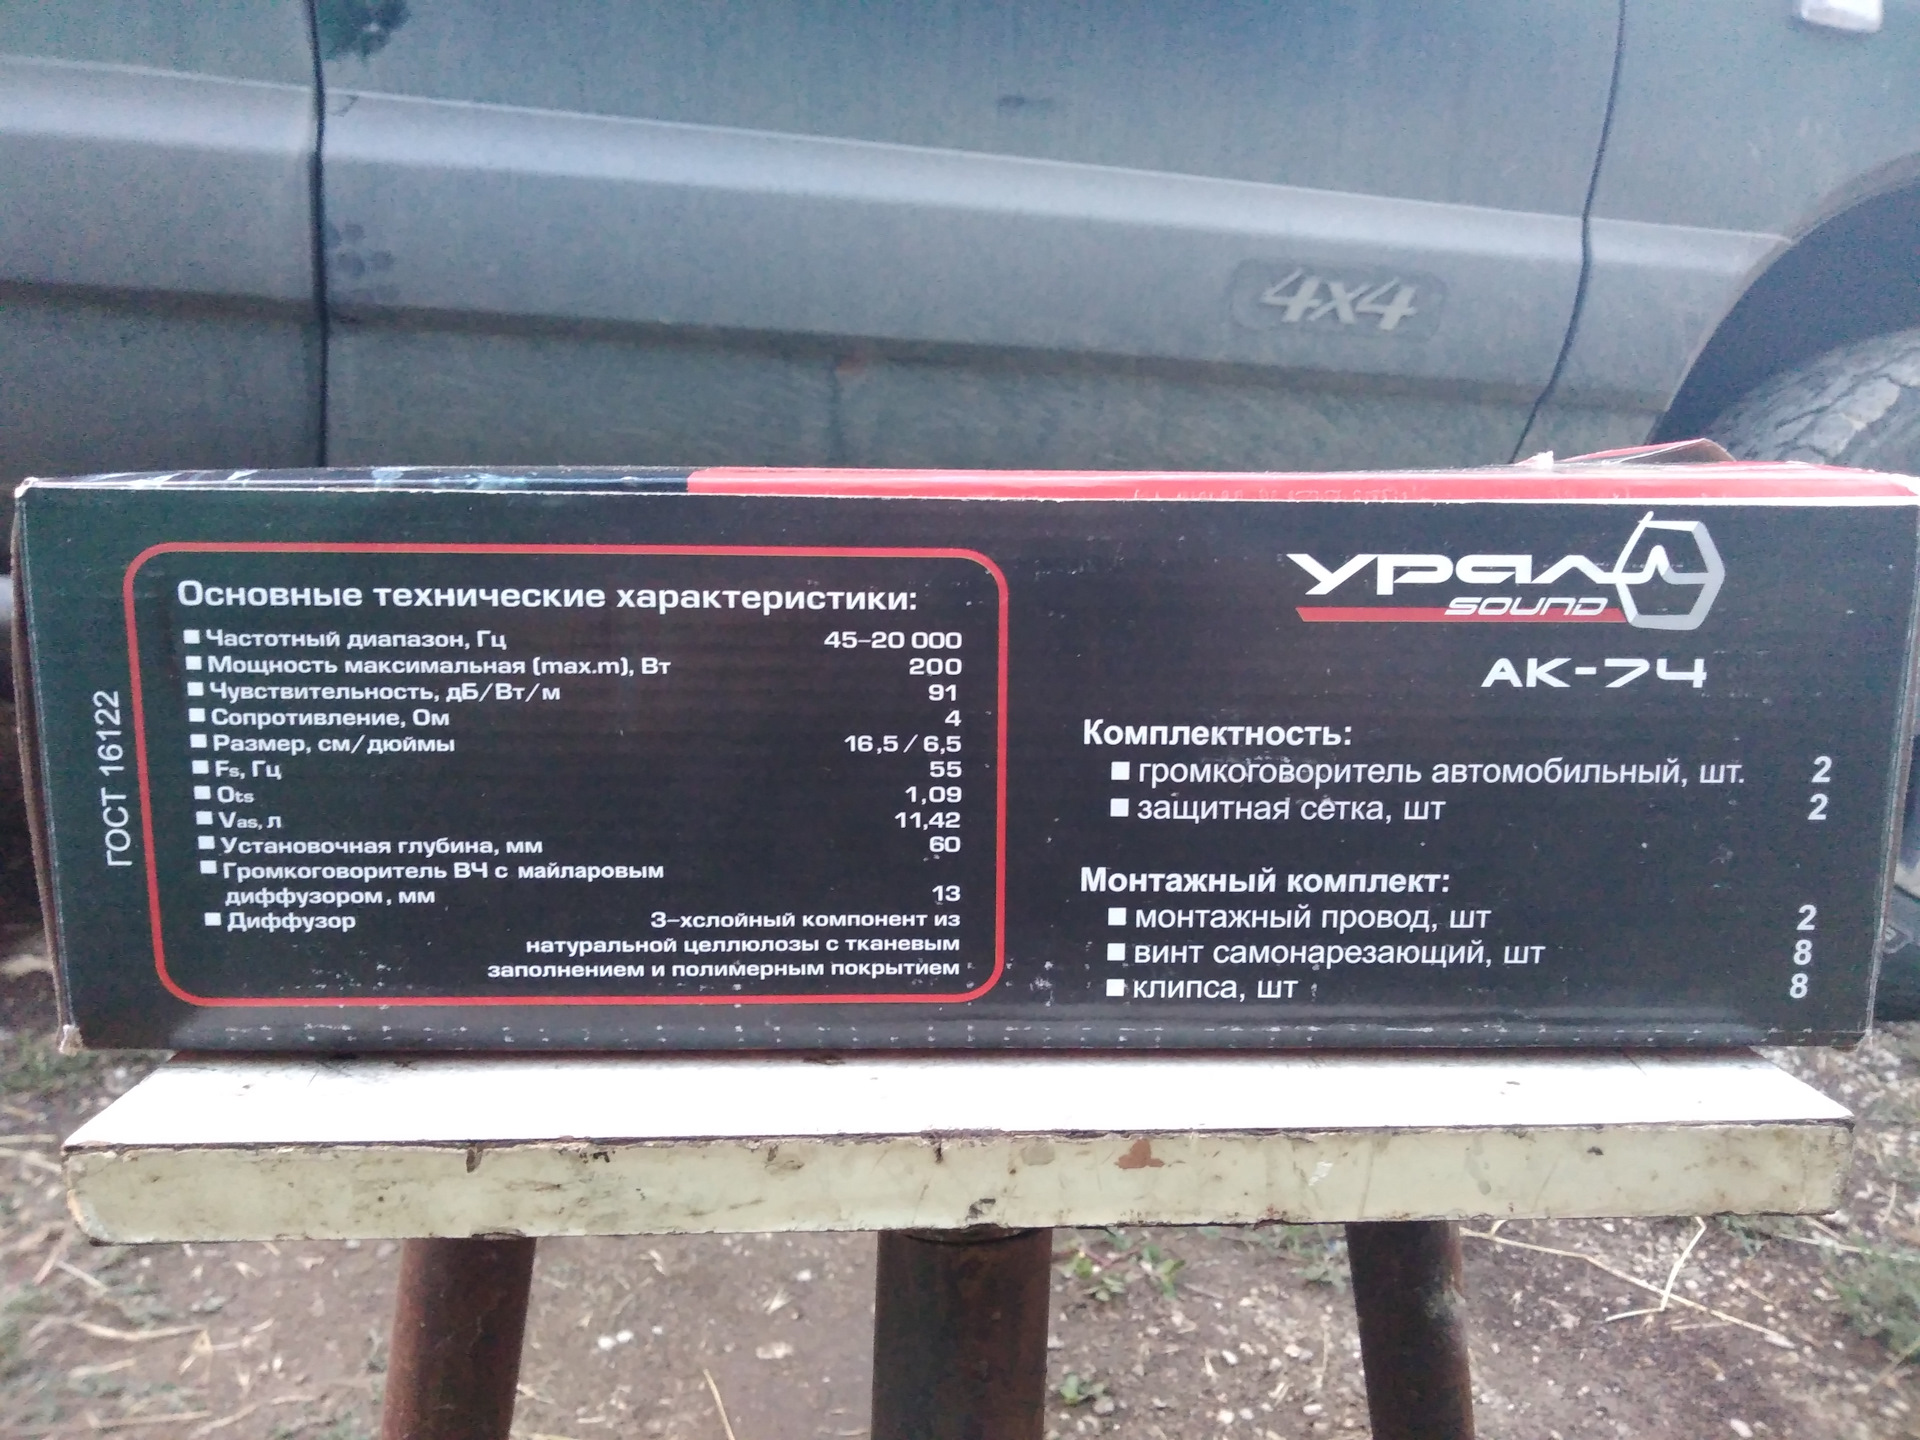 4x4
ГОСТ 16122
Основные технические характеристики:
■ Частотный диапазон, Гц 45–20 000
■ Мощность максимальная (max.m), Вт 200
■ Чувствительность, дБ/Вт/м 91
■ Сопротивление, Ом 4
■ Размер, см/дюймы 16,5 / 6,5
■ Fs, Гц 55
■ Qts 1,09
■ Vas, л 11,42
■ Установочная глубина, мм 60
■ Громкоговоритель ВЧ с майларовым
диффузором, мм 13
■ Диффузор 3–хслойный компонент из
натуральной целлюлозы с тканевым
заполнением и полимерным покрытием
УРАЛ
SOUND
АК-74
Комплектность:
■ громкоговоритель автомобильный, шт. 2
■ защитная сетка, шт 2
Монтажный комплект:
■ монтажный провод, шт 2
■ винт самонарезающий, шт 8
■ клипса, шт 8